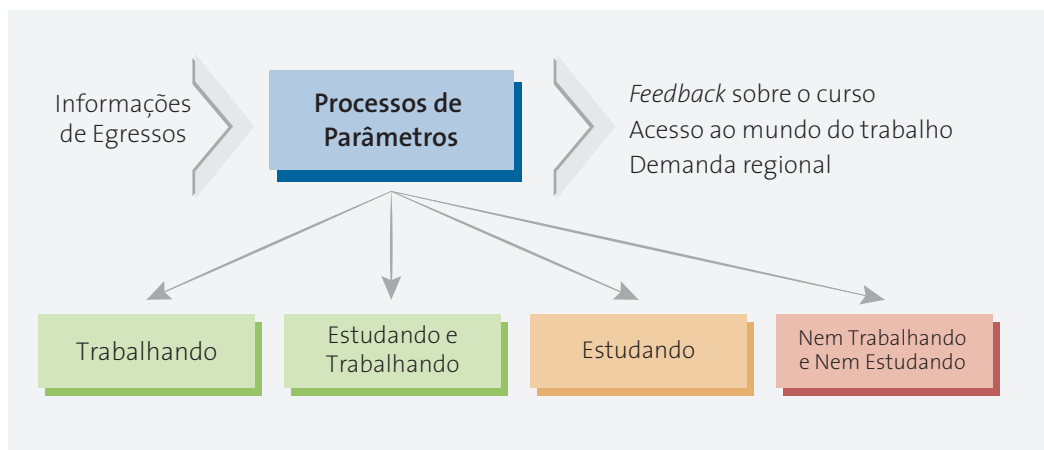 Informações
de Egressos
Processos de
Parâmetros
Feedback sobre o curso
Acesso ao mundo do trabalho
Demanda regional
Trabalhando
Estudando e
Trabalhando
Estudando
Nem Trabalhando
e Nem Estudando